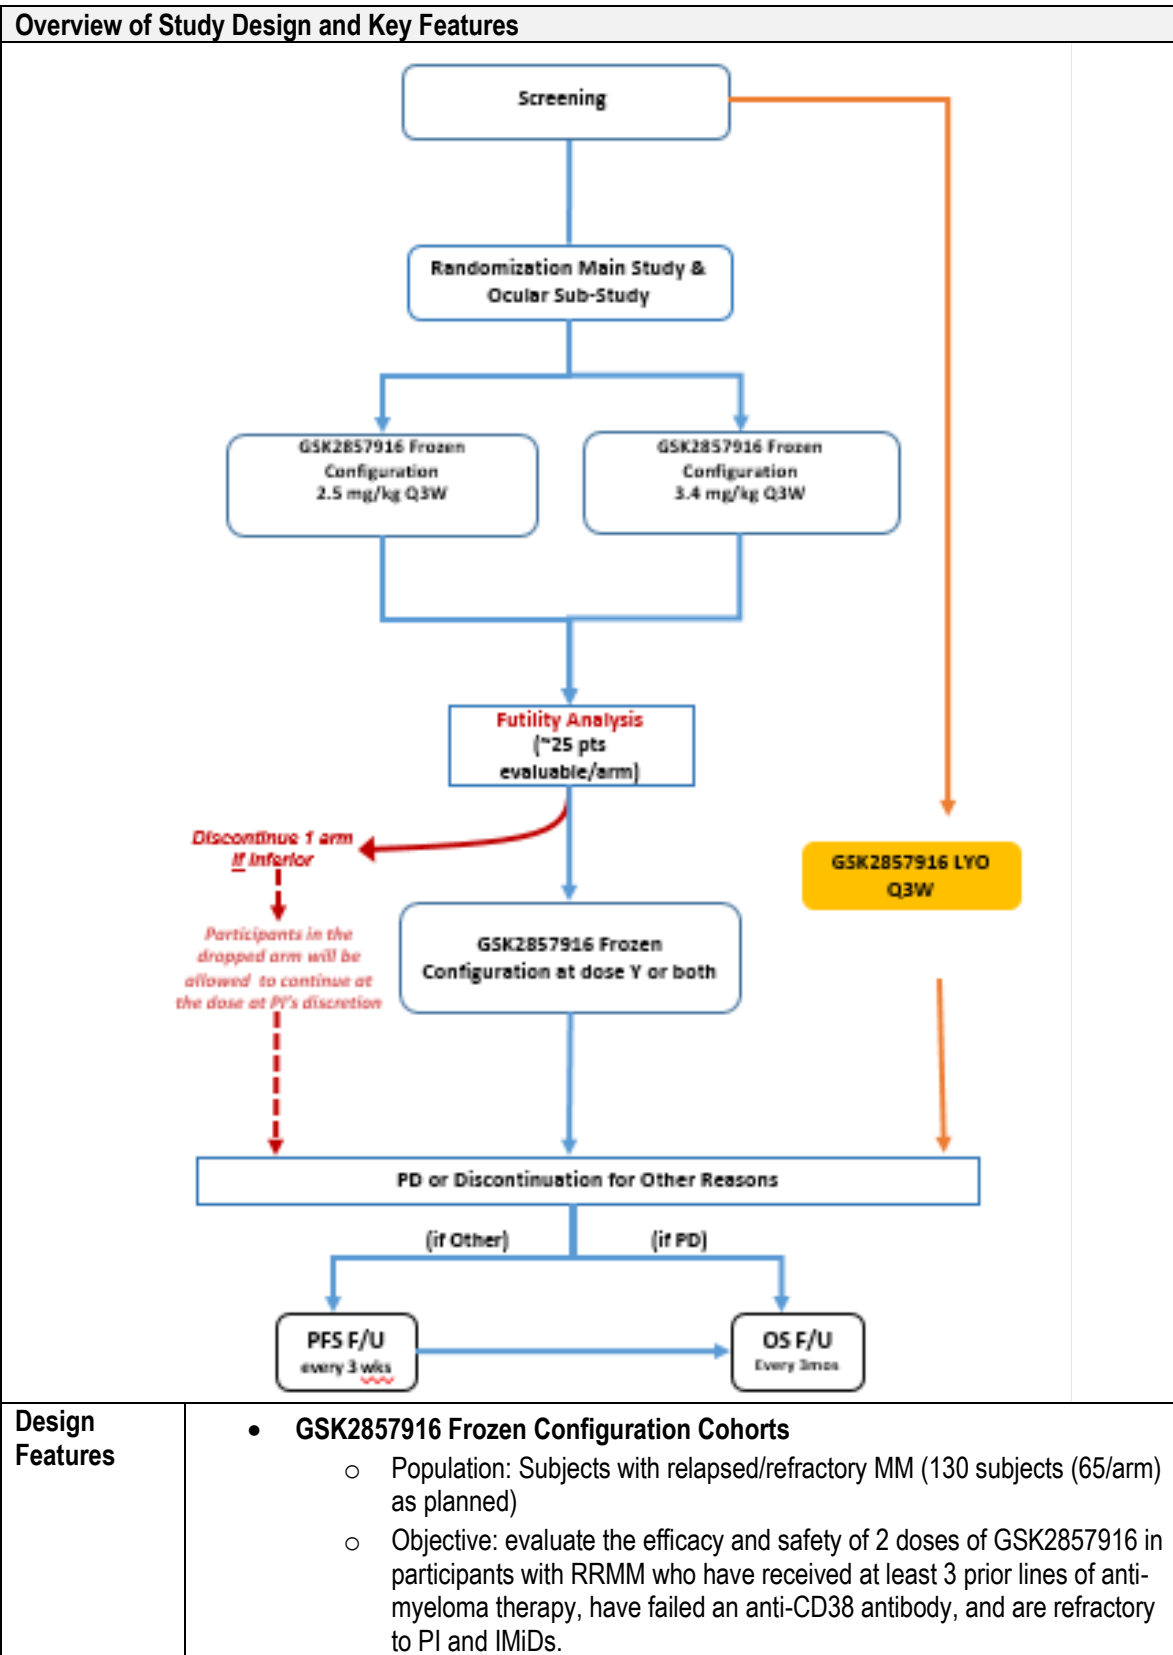 Overview of Study Design and Key Features
Screening
Randomization Main Study &
Ocular Sub-Study
GSK2857916 Frozen
Configuration
2.5 mg/kg Q3W
GSK2857916 Frozen
Configuration
3.4 mg/kg Q3W
Futility Analysis
(~25 pts
evaluable/arm)
Discontinue 1 arm
if inferior
Participants in the
dropped arm will be
allowed to continue at
the dose at PI's discretion
GSK2857916 Frozen
Configuration at dose Y or both
GSK2857916 LYO
Q3W
PD or Discontinuation for Other Reasons
(if Other)
(if PD)
PFS F/U
every 3 wks
OS F/U
Every 3mos
Design
Features
• GSK2857916 Frozen Configuration Cohorts
o Population: Subjects with relapsed/refractory MM (130 subjects (65/arm)
as planned)
o Objective: evaluate the efficacy and safety of 2 doses of GSK2857916 in
participants with RRMM who have received at least 3 prior lines of anti-
myeloma therapy, have failed an anti-CD38 antibody, and are refractory
to PI and IMiDs.